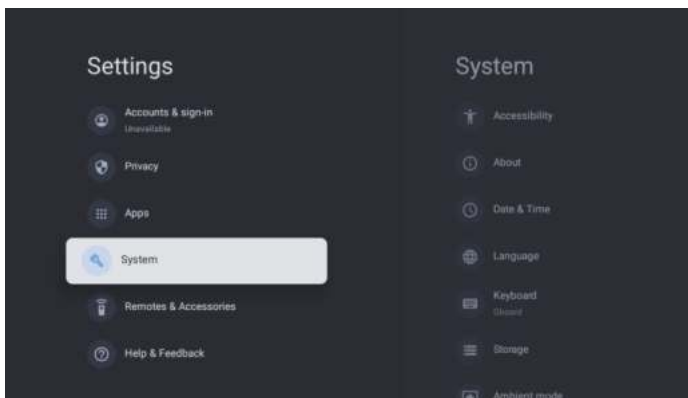 Settings
Accounts & sign-in
Unavailable
Privacy
Apps
System
Remotes & Accessories
Help & Feedback
System
Accessibility
About
Date & Time
Language
Keyboard
Gboard
Storage
Ambient mode